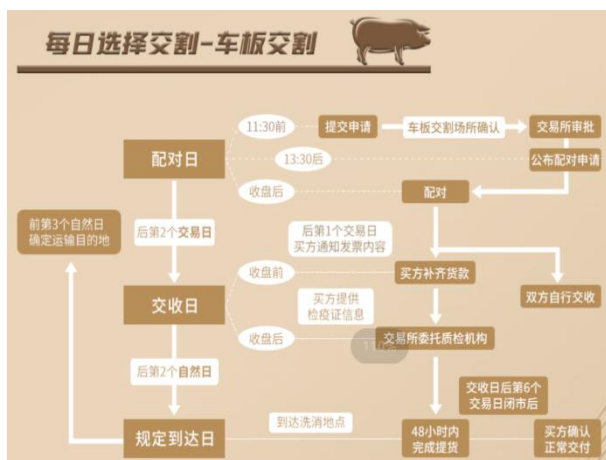 每日选择交割-车板交割
11:30前
提交申请
车板交割场所确认
交易所审批
配对日
13:30后
公布配对申请
收盘后
配对
前第3个自然日
确定运输目的地
后第2个交易日
后第1个交易日
买方通知发票内容
收盘前
买方补齐货款
双方自行交收
交收日
买方提供
检疫证信息
收盘后
交易所委托质检机构
后第2个自然日
交收日后第6个
交易日闭市后
规定到达日
到达洗消地点
48小时内
完成提货
买方确认
正常交付